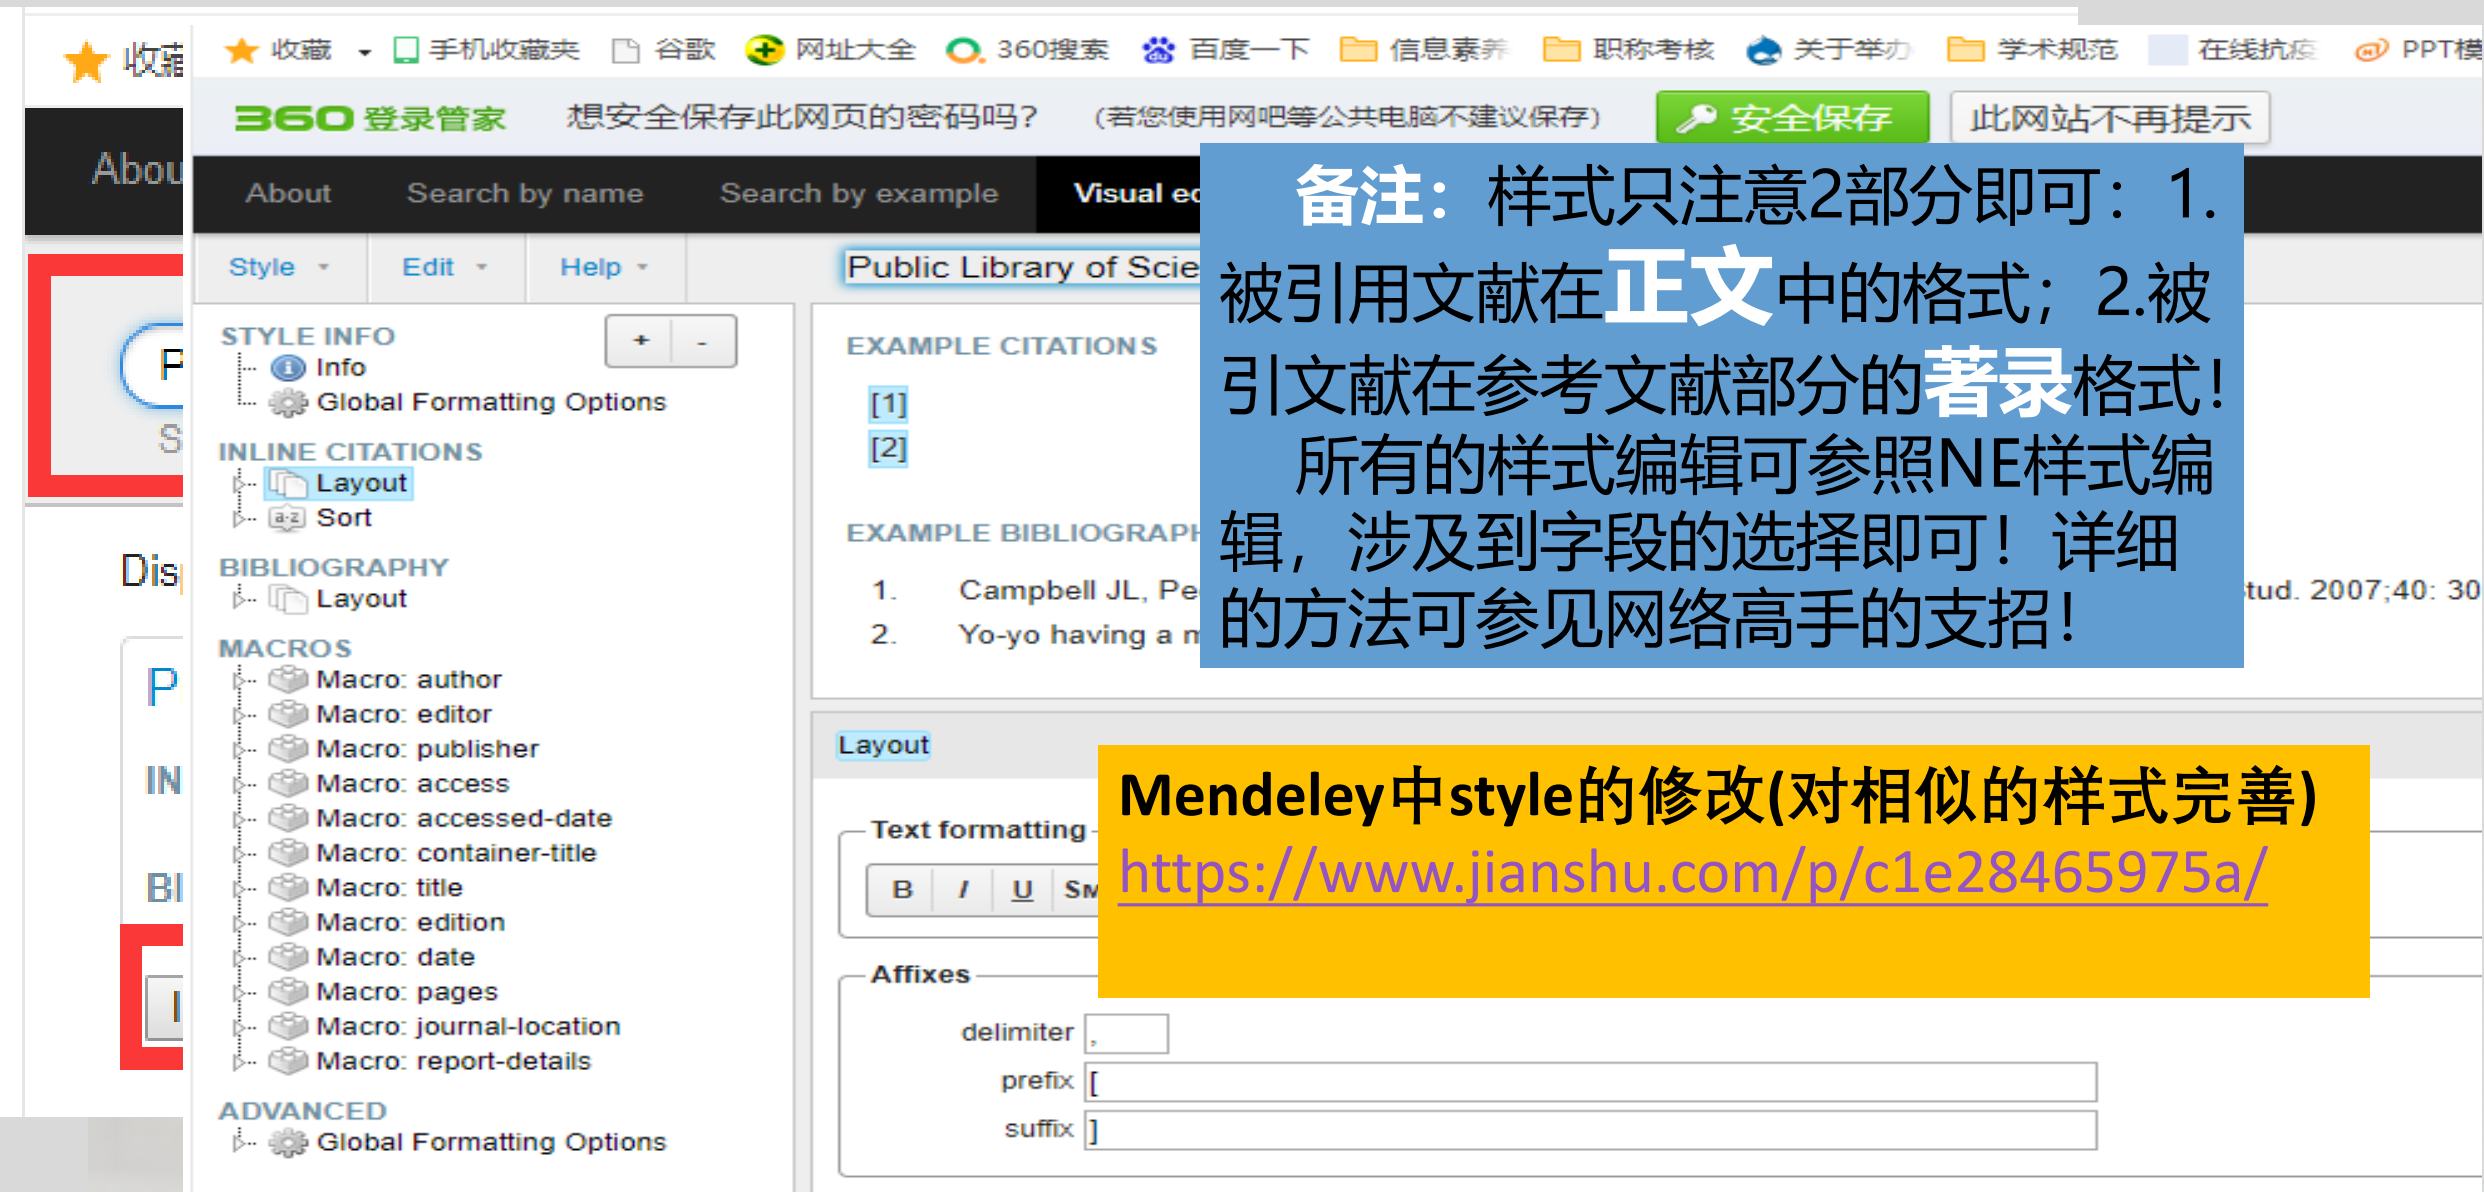 收藏
收藏 手机收藏夹 谷歌 网址大全 360搜索 百度一下 信息素养 职称考核 关于举办 学术规范 在线抗疫 PPT模
360登录管家 想安全保存此网页的密码吗？ （若您使用网吧等公共电脑不建议保存） 安全保存 此网站不再提示
Abou
About Search by name Search by example Visual ed
Style Edit Help
Public Library of Scie
STYLE INFO + -
Info
Global Formatting Options
INLINE CITATIONS
Layout
Sort
BIBLIOGRAPHY
Layout
MACROS
Macro: author
Macro: editor
Macro: publisher
Macro: access
Macro: accessed-date
Macro: container-title
Macro: title
Macro: edition
Macro: date
Macro: pages
Macro: journal-location
Macro: report-details
ADVANCED
Global Formatting Options
P
S
Dis
P
IN
BI
EXAMPLE CITATIONS
[1]
[2]
EXAMPLE BIBLIOGRAPH
1. Campbell JL, Pe
tud. 2007;40: 30
2. Yo-yo having a m
备注：样式只注意2部分即可：1.
被引用文献在正文中的格式；2.被
引文献在参考文献部分的著录格式！
所有的样式编辑可参照NE样式编
辑，涉及到字段的选择即可！详细
的方法可参见网络高手的支招！
Layout
Mendeley中style的修改(对相似的样式完善)
https://www.jianshu.com/p/c1e28465975a/
Text formatting
B I U SM
Affixes
delimiter ,
prefix [
suffix ]